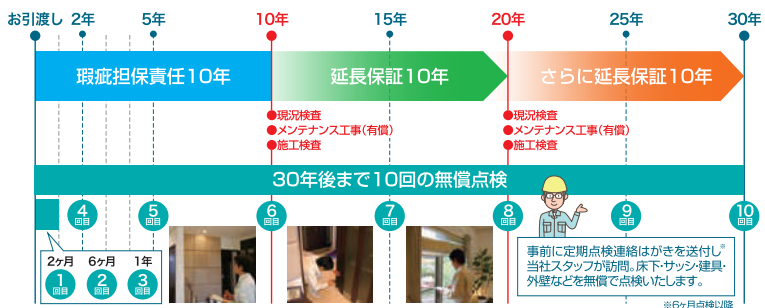 お引渡し 2年 5年 10年 15年 20年 25年 30年
瑕疵担保責任10年 延長保証10年 さらに延長保証10年
現況検査
メンテナンス工事(有償)
施工検査
現況検査
メンテナンス工事(有償)
施工検査
30年後まで10回の無償点検
4回目 5回目 6回目 7回目 8回目 9回目 10回目
2ヶ月 6ヶ月 1年
1回目 2回目 3回目
事前に定期点検連絡はがきを送付し※
当社スタッフが訪問。床下・サッシ・建具・
外壁などを無償で点検いたします。
※6ヶ月点検以降